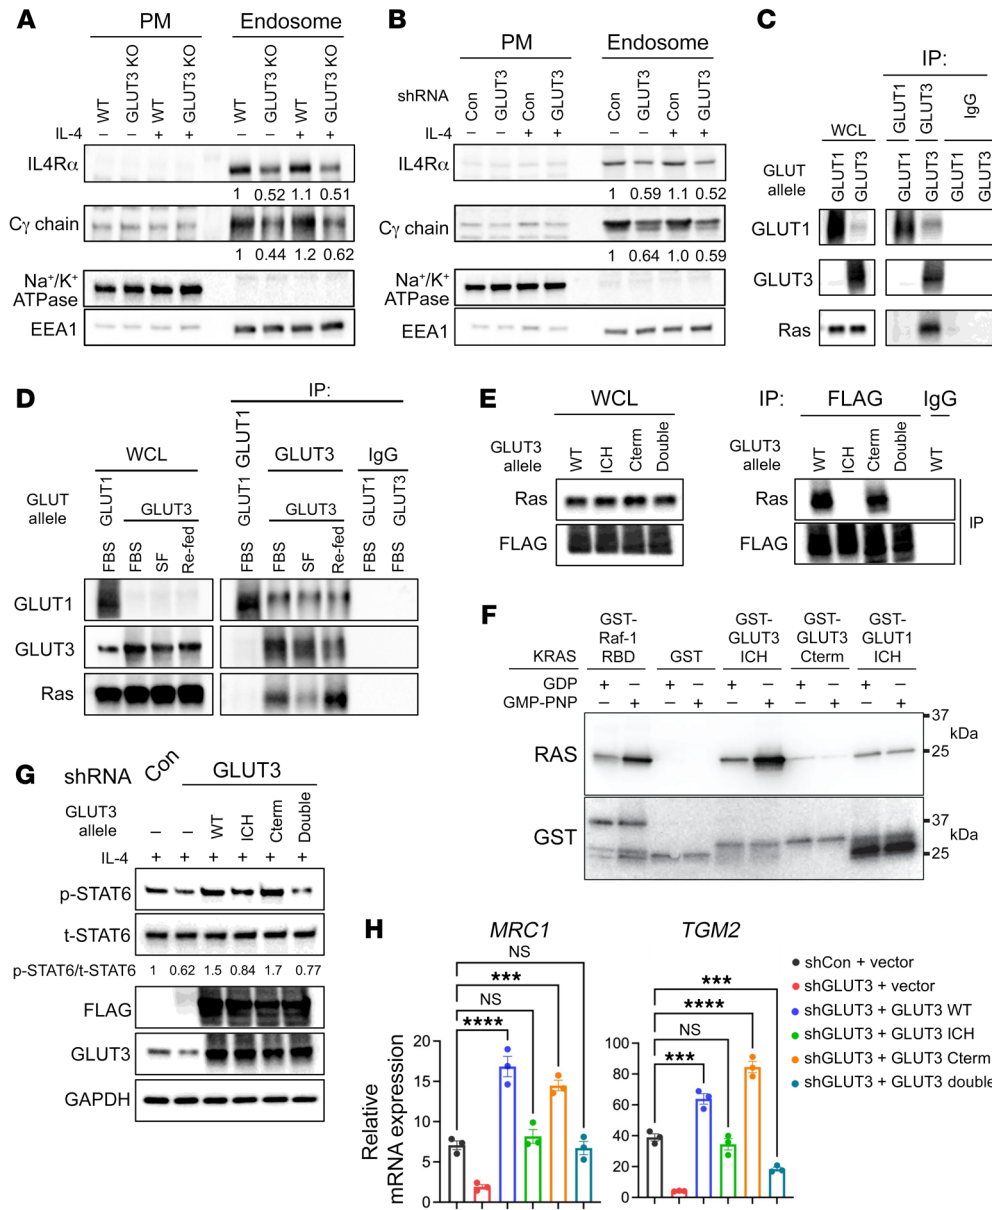 A
PM
Endosome
WT
GLUT3 KO
WT
GLUT3 KO
WT
GLUT3 KO
WT
GLUT3 KO
IL-4
– – + + – – + +
IL4Rα
1 0.52 1.1 0.51
Cγ chain
1 0.44 1.2 0.62
Na⁺/K⁺
ATPase
EEA1
B
PM
Endosome
shRNA
Con
GLUT3
Con
GLUT3
Con
GLUT3
Con
GLUT3
IL-4
– – + + – – + +
IL4Rα
1 0.59 1.1 0.52
Cγ chain
1 0.64 1.0 0.59
Na⁺/K⁺
ATPase
EEA1
C
IP:
GLUT1
GLUT3
IgG
WCL
GLUT
allele
GLUT1
GLUT3
GLUT1
GLUT3
GLUT1
GLUT3
GLUT1
GLUT3
Ras
D
IP:
WCL
GLUT1
GLUT3
IgG
GLUT
allele
GLUT1
GLUT3
GLUT1
GLUT3
GLUT1
GLUT3
FBS
FBS
SF
Re-fed
FBS
FBS
SF
Re-fed
FBS
FBS
GLUT1
GLUT3
Ras
E
WCL
IP:
FLAG
IgG
GLUT3
allele
WT
ICH
Cterm
Double
GLUT3
allele
WT
ICH
Cterm
Double
WT
Ras
FLAG
Ras
FLAG
IP
F
GST-
Raf-1
RBD
GST
GST-
GLUT3
ICH
GST-
GLUT3
Cterm
GST-
GLUT1
ICH
KRAS
GDP
+ – + – + – + – + –
GMP-PNP
– + – + – + – + – +
RAS
37
kDa
25
GST
37
kDa
25
G
shRNA
Con
GLUT3
GLUT3
allele
– – WT ICH Cterm Double
IL-4
+ + + + + +
p-STAT6
t-STAT6
p-STAT6/t-STAT6 1 0.62 1.5 0.84 1.7 0.77
FLAG
GLUT3
GAPDH
H
MRC1
TGM2
NS
***
NS
****
***
****
NS
***
Relative
mRNA expression
20
15
10
5
0
100
80
60
40
20
0
shCon + vector
shGLUT3 + vector
shGLUT3 + GLUT3 WT
shGLUT3 + GLUT3 ICH
shGLUT3 + GLUT3 Cterm
shGLUT3 + GLUT3 double